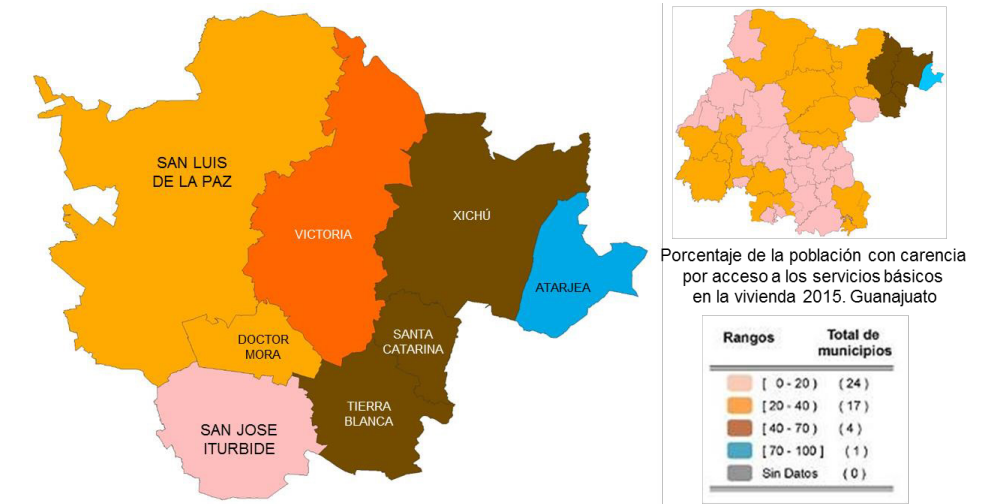 SAN LUIS
DE LA PAZ
VICTORIA
XICHÚ
ATARJEA
DOCTOR
MORA
SANTA
CATARINA
TIERRA
BLANCA
SAN JOSE
ITURBIDE
Porcentaje de la población con carencia
por acceso a los servicios básicos
en la vivienda 2015. Guanajuato
Rangos Total de
municipios
[ 0 - 20) (24)
[20 - 40) (17)
[40 - 70) (4)
[70 - 100] (1)
Sin Datos (0)